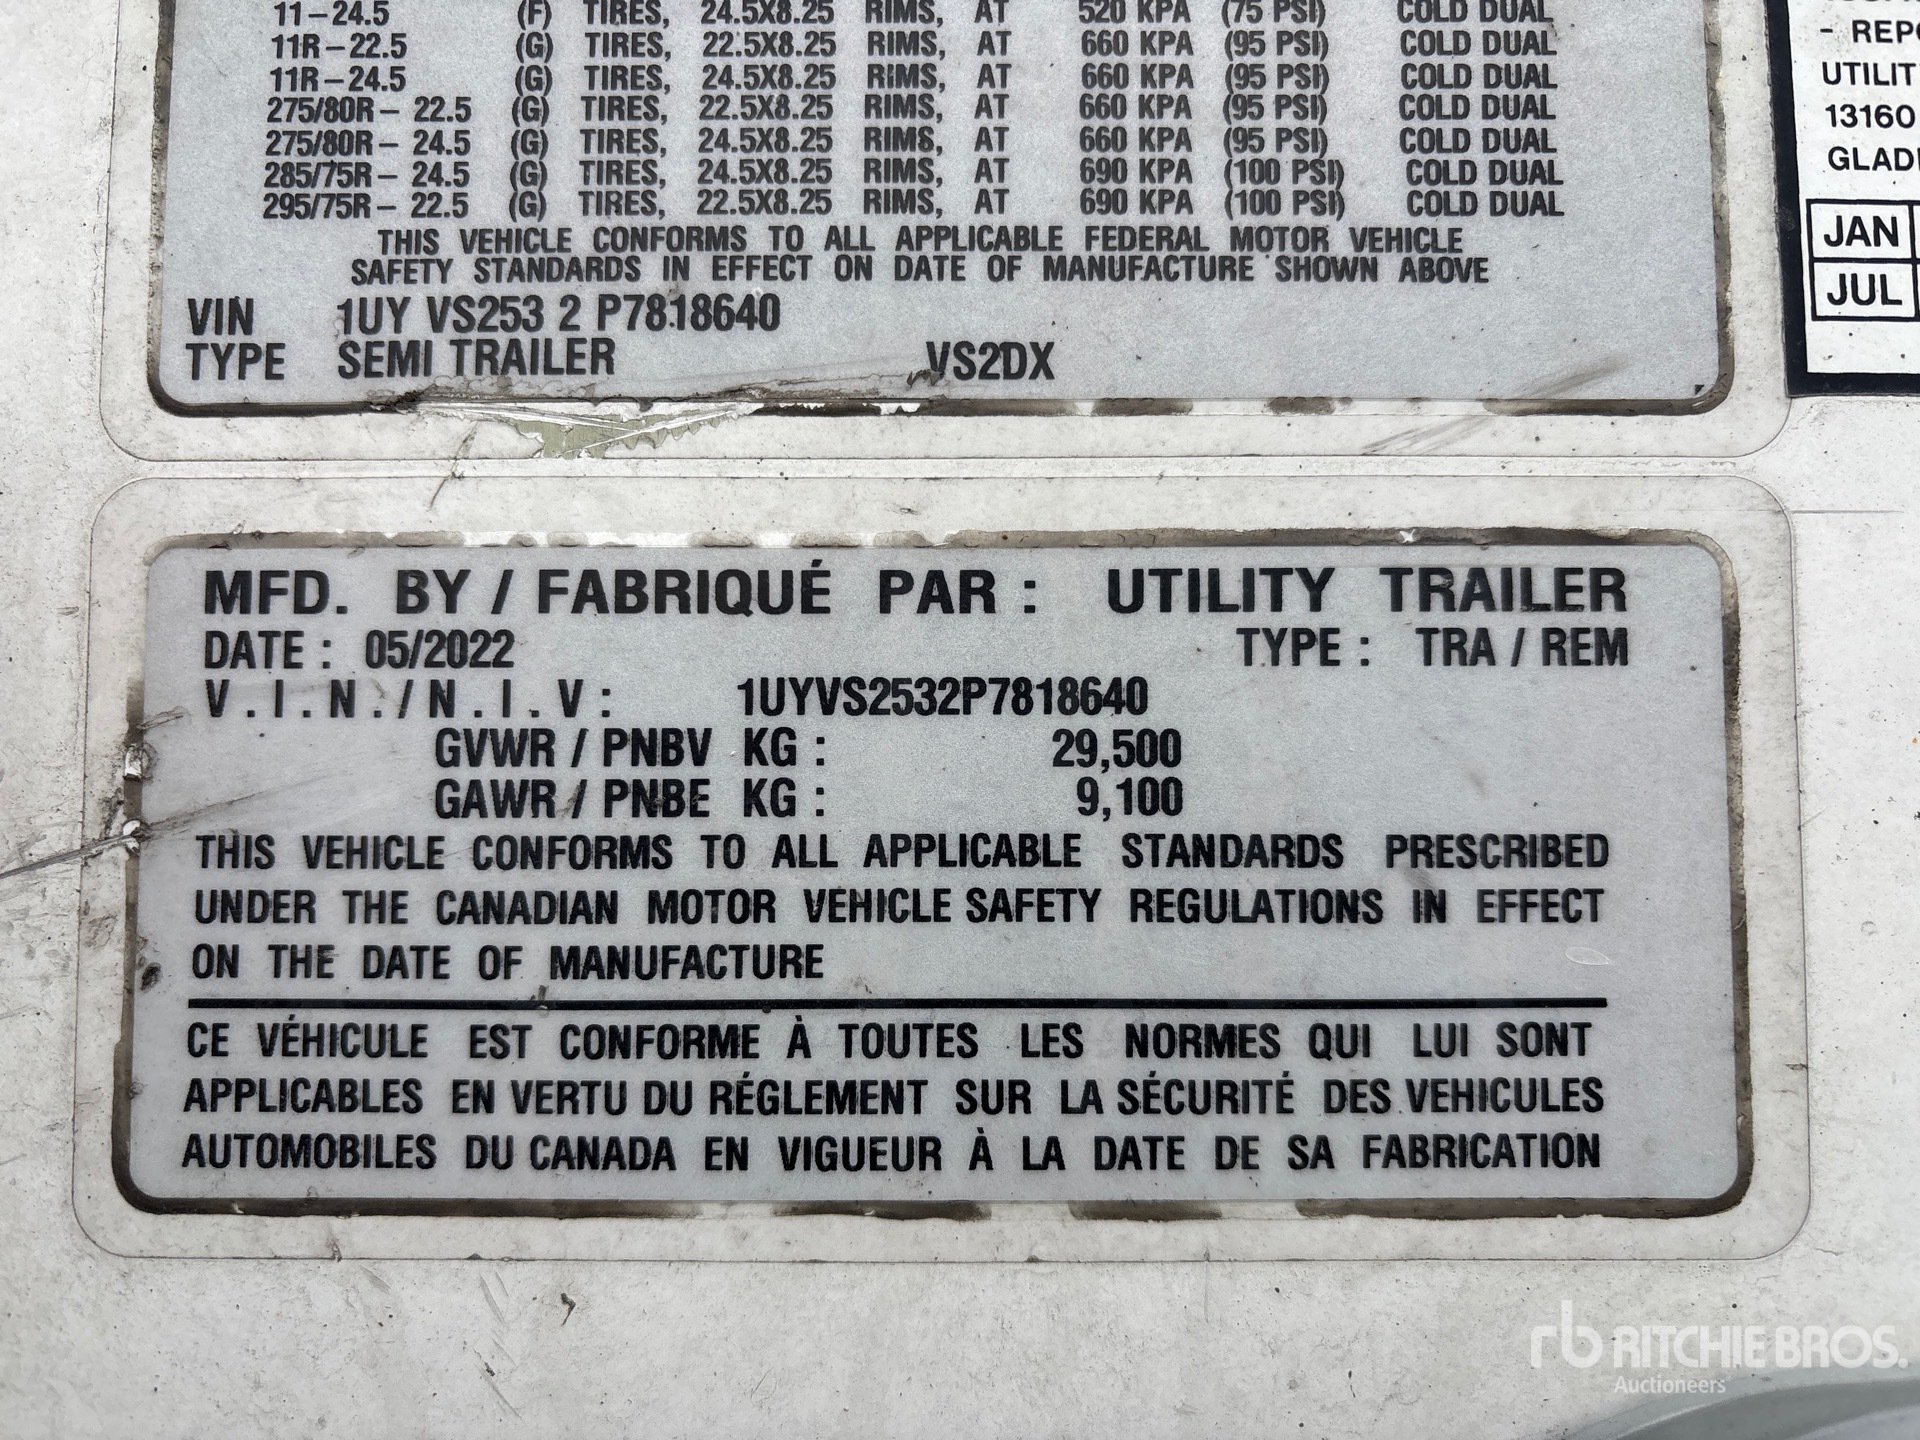 11-24.5 (F) TIRES, 24.5X8.25 RIMS, AT 520 KPA (75 PSI) COLD DUAL
11R-22.5 (G) TIRES, 22.5X8.25 RIMS, AT 660 KPA (95 PSI) COLD DUAL
11R-24.5 (G) TIRES, 24.5X8.25 RIMS, AT 660 KPA (95 PSI) COLD DUAL
275/80R- 22.5 (G) TIRES, 22.5X8.25 RIMS, AT 660 KPA (95 PSI) COLD DUAL
275/80R- 24.5 (G) TIRES, 24.5X8.25 RIMS, AT 660 KPA (95 PSI) COLD DUAL
285/75R- 24.5 (G) TIRES, 24.5X8.25 RIMS, AT 690 KPA (100 PSI) COLD DUAL
295/75R- 22.5 (G) TIRES, 22.5X8.25 RIMS, AT 690 KPA (100 PSI) COLD DUAL
THIS VEHICLE CONFORMS TO ALL APPLICABLE FEDERAL MOTOR VEHICLE
SAFETY STANDARDS IN EFFECT ON DATE OF MANUFACTURE SHOWN ABOVE
VIN 1UY VS253 2 P7818640
TYPE SEMI TRAILER VS2DX
13160
JAN
JUL
MFD. BY / FABRIQUÉ PAR : UTILITY TRAILER
DATE : 05/2022 TYPE : TRA / REM
V.I.N./N.I.V: 1UYVS2532P7818640
GVWR / PNBV KG : 29,500
GAWR / PNBE KG : 9,100
THIS VEHICLE CONFORMS TO ALL APPLICABLE STANDARDS PRESCRIBED
UNDER THE CANADIAN MOTOR VEHICLE SAFETY REGULATIONS IN EFFECT
ON THE DATE OF MANUFACTURE
CE VÉHICULE EST CONFORME À TOUTES LES NORMES QUI LUI SONT
APPLICABLES EN VERTU DU RÉGLEMENT SUR LA SÉCURITÉ DES VEHICULES
AUTOMOBILES DU CANADA EN VIGUEUR À LA DATE DE SA FABRICATION
rb RITCHIE BROS.
Auctioneers